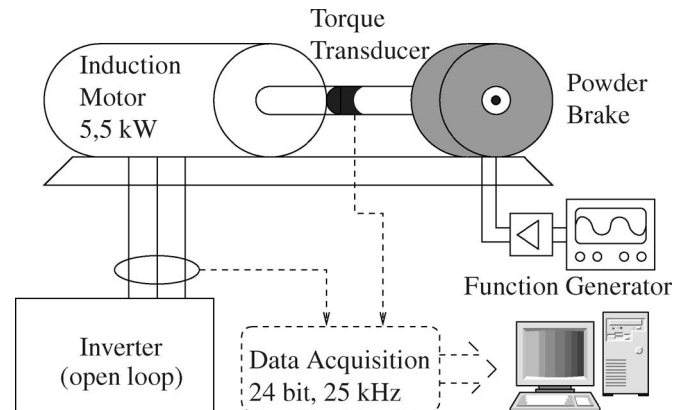 Torque
Transducer
Induction
Motor
5,5 kW
Powder
Brake
Function Generator
Inverter
(open loop)
Data Acquisition
24 bit, 25 kHz